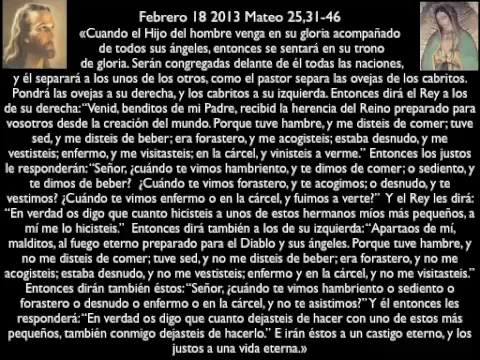 Febrero 18 2013 Mateo 25,31-46
«Cuando el Hijo del hombre venga en su gloria acompañado
de todos sus ángeles, entonces se sentará en su trono
de gloria. Serán congregadas delante de él todas las naciones,
y él separará a los unos de los otros, como el pastor separa las ovejas de los cabritos.
Pondrá las ovejas a su derecha, y los cabritos a su izquierda. Entonces dirá el Rey a los
de su derecha: “Venid, benditos de mi Padre, recibid la herencia del Reino preparado para
vosotros desde la creación del mundo. Porque tuve hambre, y me disteis de comer; tuve
sed, y me disteis de beber; era forastero, y me acogisteis; estaba desnudo, y me
vestisteis; enfermo, y me visitasteis; en la cárcel, y vinisteis a verme.” Entonces los justos
le responderán: “Señor, ¿cuándo te vimos hambriento, y te dimos de comer; o sediento, y
te dimos de beber? ¿Cuándo te vimos forastero, y te acogimos; o desnudo, y te
vestimos? ¿Cuándo te vimos enfermo o en la cárcel, y fuimos a verte?” Y el Rey les dirá:
“En verdad os digo que cuanto hicisteis a unos de estos hermanos míos más pequeños, a
mí me lo hicisteis.” Entonces dirá también a los de su izquierda: “Apartaos de mí,
malditos, al fuego eterno preparado para el Diablo y sus ángeles. Porque tuve hambre, y
no me disteis de comer; tuve sed, y no me disteis de beber; era forastero, y no me
acogisteis; estaba desnudo, y no me vestisteis; enfermo y en la cárcel, y no me visitasteis.”
Entonces dirán también éstos: “Señor, ¿cuándo te vimos hambriento o sediento o
forastero o desnudo o enfermo o en la cárcel, y no te asistimos?” Y él entonces les
responderá: “En verdad os digo que cuanto dejasteis de hacer con uno de estos más
pequeños, también conmigo dejasteis de hacerlo.” E irán éstos a un castigo eterno, y los
justos a una vida eterna.»